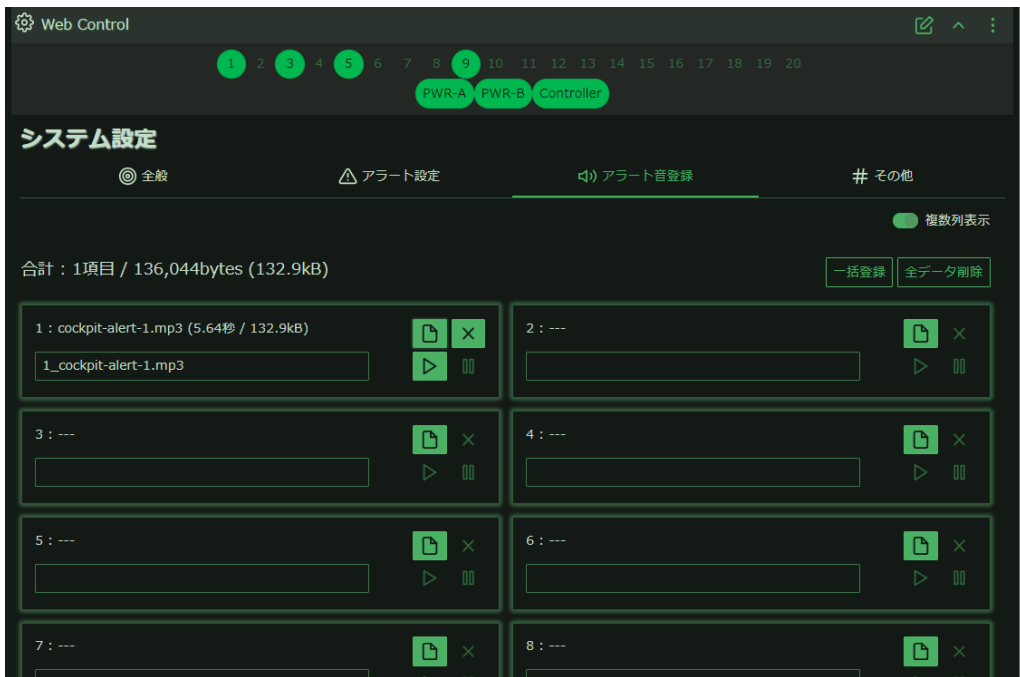 Web Control
1 2 3 4 5 6 7 8 9 10 11 12 13 14 15 16 17 18 19 20
PWR-A PWR-B Controller
システム設定
全般 アラート設定 アラート音登録 その他
複数列表示
合計：1項目 / 136,044bytes (132.9kB) 一括登録 全データ削除
1：cockpit-alert-1.mp3 (5.64秒 / 132.9kB)
1_cockpit-alert-1.mp3
2：---
3：---
4：---
5：---
6：---
7：---
8：---